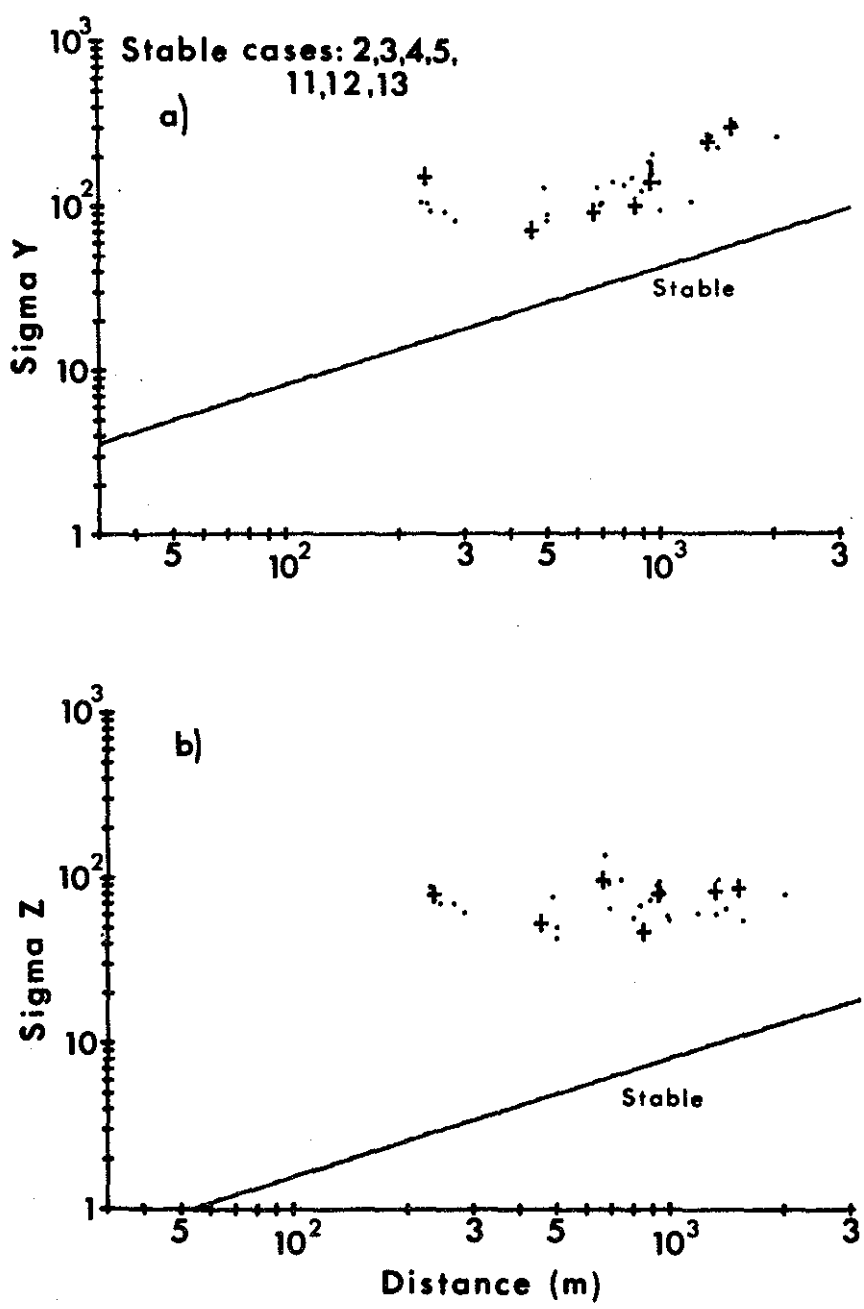 10³
Stable cases: 2,3,4,5,
11,12,13
a)
10²
Sigma Y
Stable
10
1
5
10²
3
5
10³
3
10³
b)
10²
Sigma Z
10
Stable
1
5
10²
3
5
10³
3
Distance (m)